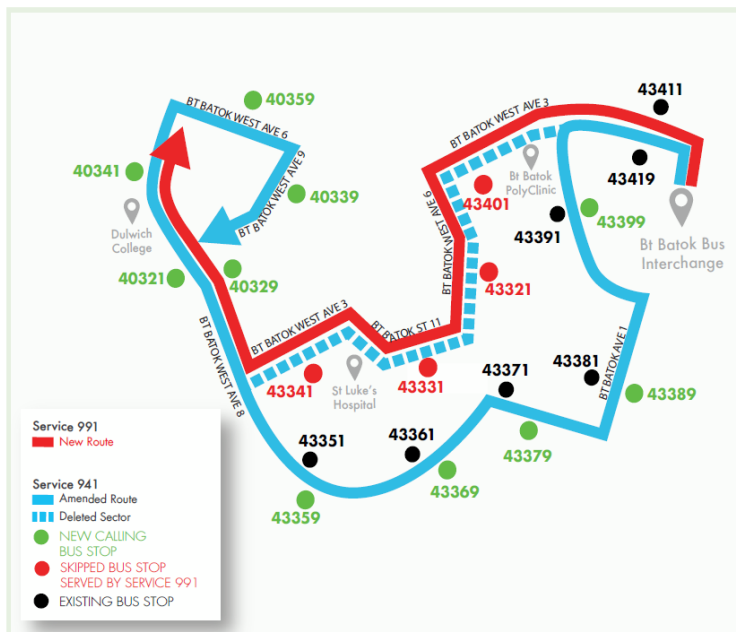 43411
40359
BT BATOK WEST AVE 3
BT BATOK WEST AVE 6
40341
BT BATOK WEST AVE 9
Bt Batok
PolyClinic
43419
43401
40339
43399
Dulwich
College
43391
Bt Batok Bus
Interchange
BT BATOK WEST AVE 6
40321
40329
43321
BT BATOK WEST AVE 3
BT BATOK ST 11
BT BATOK WEST AVE 8
BT BATOK AVE 1
43341
St Luke's
Hospital
43331
43371
43381
43389
43351
43361
43379
43369
43359
Service 991
New Route
Service 941
Amended Route
Deleted Sector
NEW CALLING
BUS STOP
SKIPPED BUS STOP
SERVED BY SERVICE 991
EXISTING BUS STOP